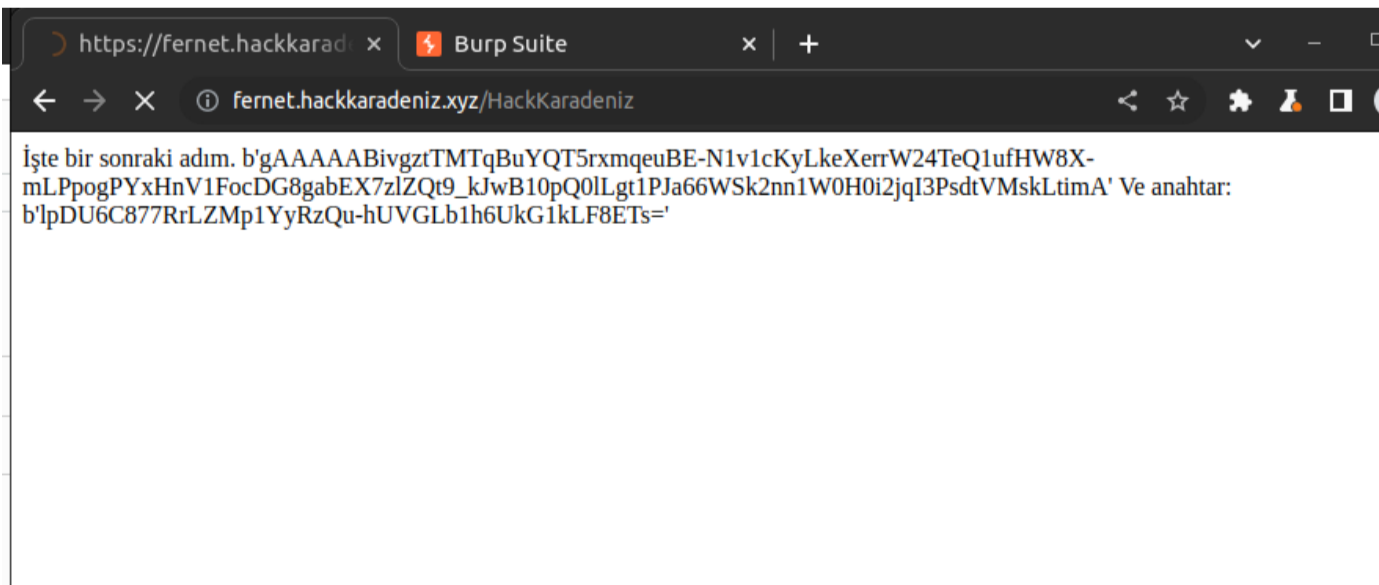 https://fernet.hackkarad
Burp Suite
fernet.hackkaradeniz.xyz/HackKaradeniz
İşte bir sonraki adım. b'gAAAAABivgztTMTqBuYQT5rxmqeuBE-N1v1cKyLkeXerrW24TeQ1ufHW8X-
mLPpogPYxHnV1FocDG8gabEX7zlZQt9_kJwB10pQ0lLgt1PJa66WSk2nn1W0H0i2jqI3PsdtVMskLtimA' Ve anahtar:
b'lpDU6C877RrLZMp1YyRzQu-hUVGLb1h6UkG1kLF8ETs='